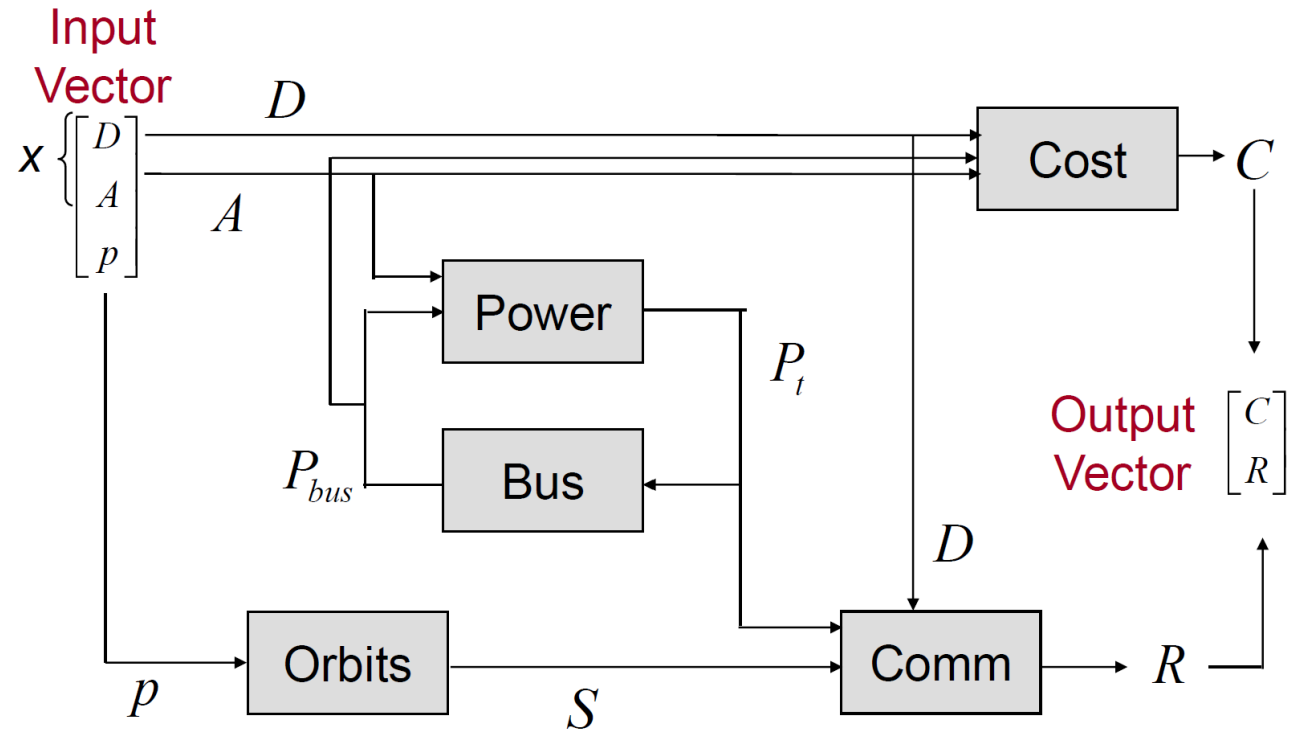 Input
Vector
x
D
A
p
D
A
Cost
C
Power
P_t
Bus
P_bus
Output
Vector
C
R
D
Orbits
p
S
Comm
R